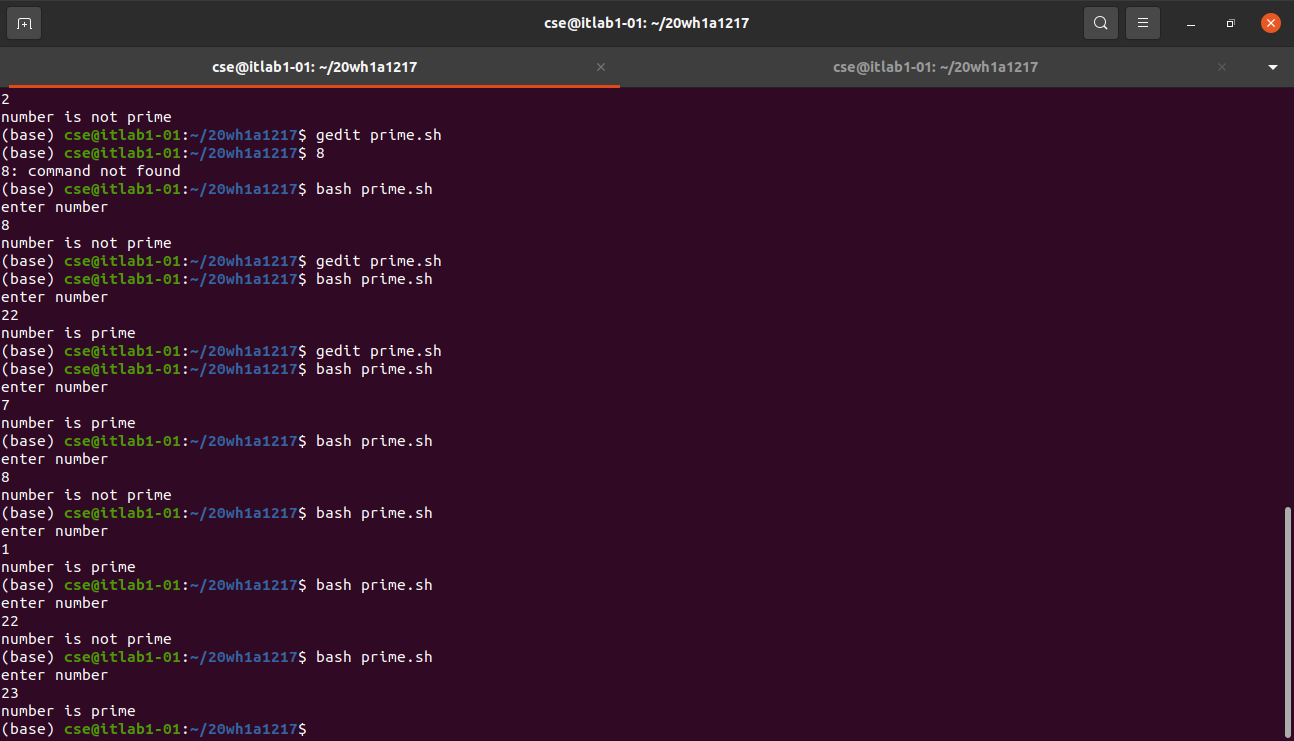 cse@itlab1-01: ~/20wh1a1217
cse@itlab1-01: ~/20wh1a1217
cse@itlab1-01: ~/20wh1a1217
2
number is not prime
(base) cse@itlab1-01:~/20wh1a1217$ gedit prime.sh
(base) cse@itlab1-01:~/20wh1a1217$ 8
8: command not found
(base) cse@itlab1-01:~/20wh1a1217$ bash prime.sh
enter number
8
number is not prime
(base) cse@itlab1-01:~/20wh1a1217$ gedit prime.sh
(base) cse@itlab1-01:~/20wh1a1217$ bash prime.sh
enter number
22
number is prime
(base) cse@itlab1-01:~/20wh1a1217$ gedit prime.sh
(base) cse@itlab1-01:~/20wh1a1217$ bash prime.sh
enter number
7
number is prime
(base) cse@itlab1-01:~/20wh1a1217$ bash prime.sh
enter number
8
number is not prime
(base) cse@itlab1-01:~/20wh1a1217$ bash prime.sh
enter number
1
number is prime
(base) cse@itlab1-01:~/20wh1a1217$ bash prime.sh
enter number
22
number is not prime
(base) cse@itlab1-01:~/20wh1a1217$ bash prime.sh
enter number
23
number is prime
(base) cse@itlab1-01:~/20wh1a1217$